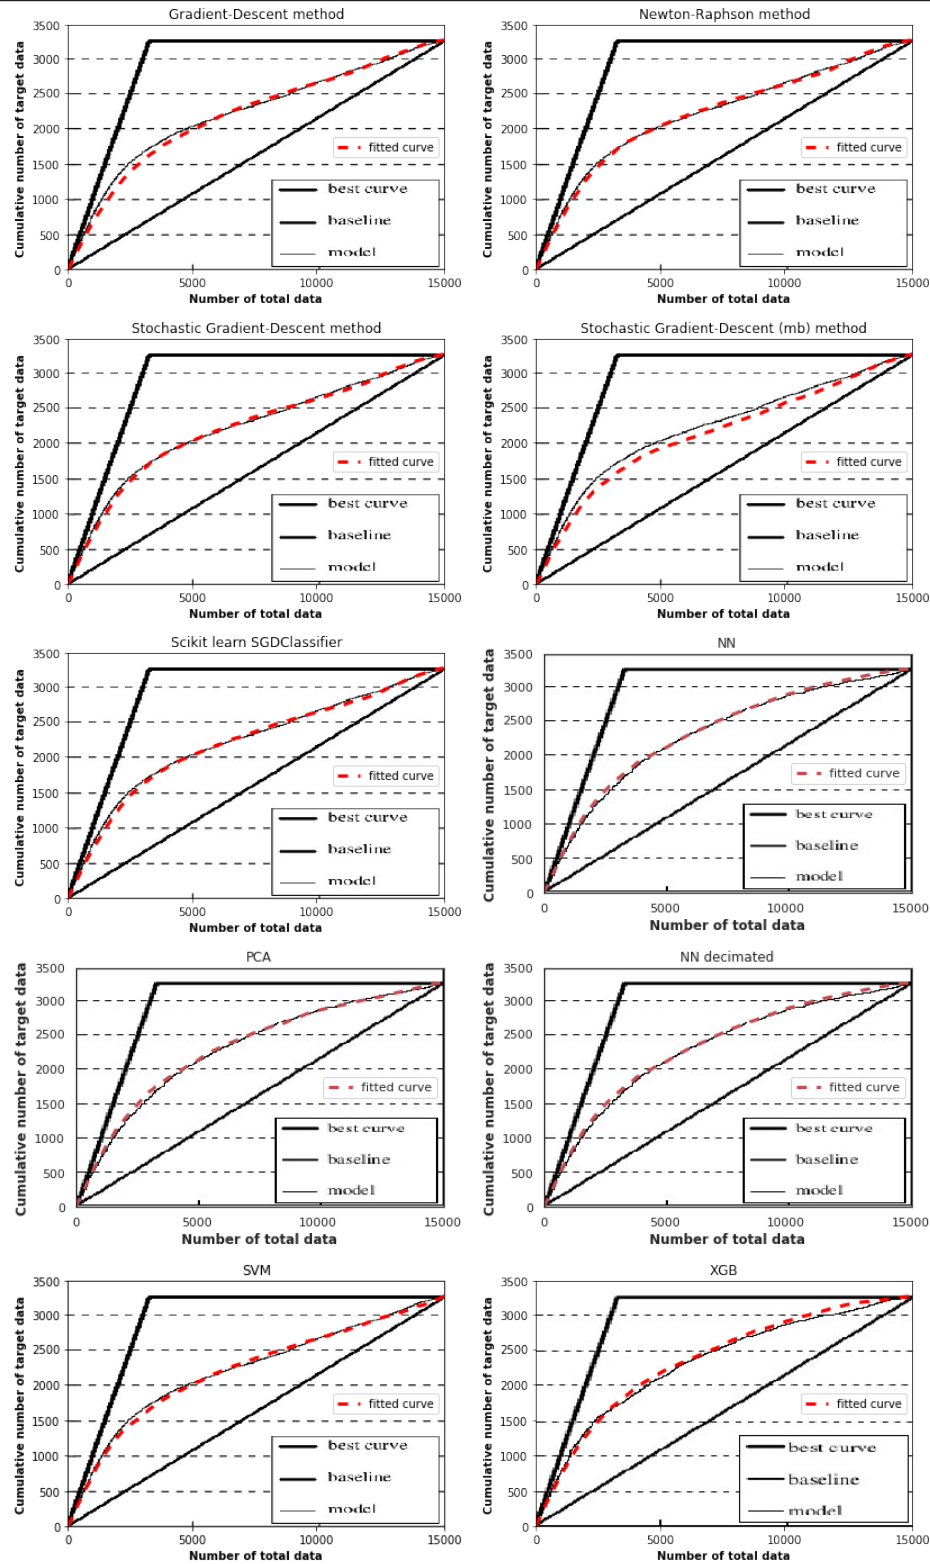 Gradient-Descent method
3500
3000
2500
2000
1500
1000
500
0
Cumulative number of target data
fitted curve
best curve
baseline
model
0 5000 10000 15000
Number of total data
Newton-Raphson method
3500
3000
2500
2000
1500
1000
500
0
Cumulative number of target data
fitted curve
best curve
baseline
model
0 5000 10000 15000
Number of total data
Stochastic Gradient-Descent method
3500
3000
2500
2000
1500
1000
500
0
Cumulative number of target data
fitted curve
best curve
baseline
model
0 5000 10000 15000
Number of total data
Stochastic Gradient-Descent (mb) method
3500
3000
2500
2000
1500
1000
500
0
Cumulative number of target data
fitted curve
best curve
baseline
model
0 5000 10000 15000
Number of total data
Scikit learn SGDClassifier
3500
3000
2500
2000
1500
1000
500
0
Cumulative number of target data
fitted curve
best curve
baseline
model
0 5000 10000 15000
Number of total data
NN
3500
3000
2500
2000
1500
1000
500
0
Cumulative number of target data
fitted curve
best curve
baseline
model
0 5000 10000 15000
Number of total data
PCA
3500
3000
2500
2000
1500
1000
500
0
Cumulative number of target data
fitted curve
best curve
baseline
model
0 5000 10000 15000
Number of total data
NN decimated
3500
3000
2500
2000
1500
1000
500
0
Cumulative number of target data
fitted curve
best curve
baseline
model
0 5000 10000 15000
Number of total data
SVM
3500
3000
2500
2000
1500
1000
500
0
Cumulative number of target data
fitted curve
best curve
baseline
model
0 5000 10000 15000
Number of total data
XGB
3500
3000
2500
2000
1500
1000
500
0
Cumulative number of target data
fitted curve
best curve
baseline
model
0 5000 10000 15000
Number of total data